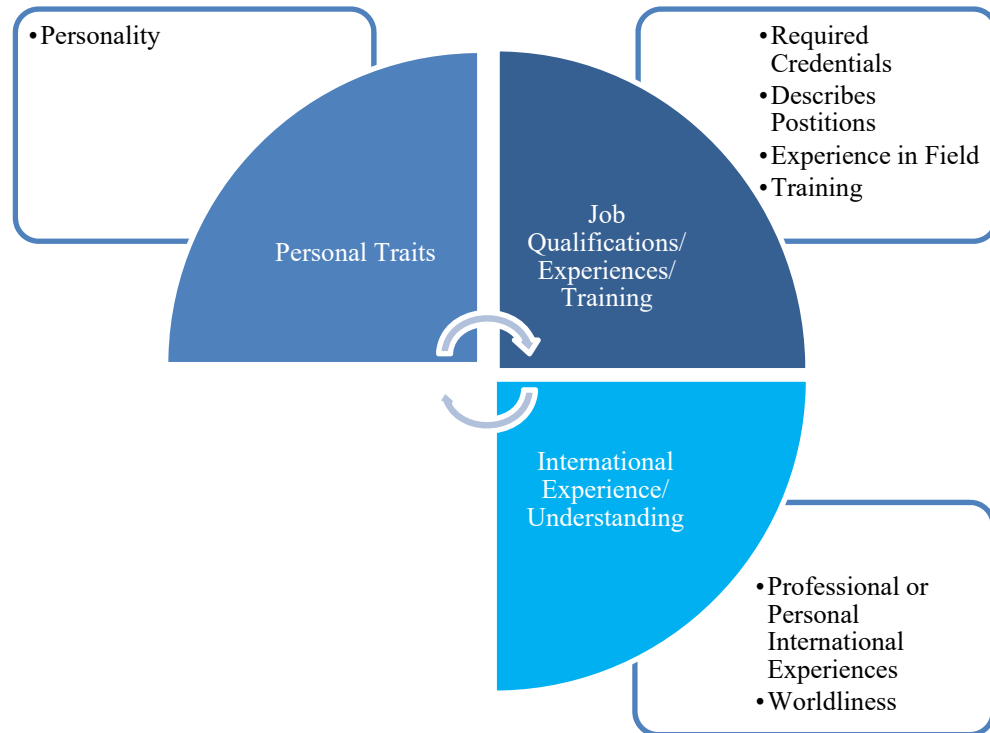 •Personality
•Required
Credentials
•Describes
Postitions
•Experience in Field
•Training
Personal Traits
Job
Qualifications/
Experiences/
Training
International
Experience/
Understanding
•Professional or
Personal
International
Experiences
•Worldliness